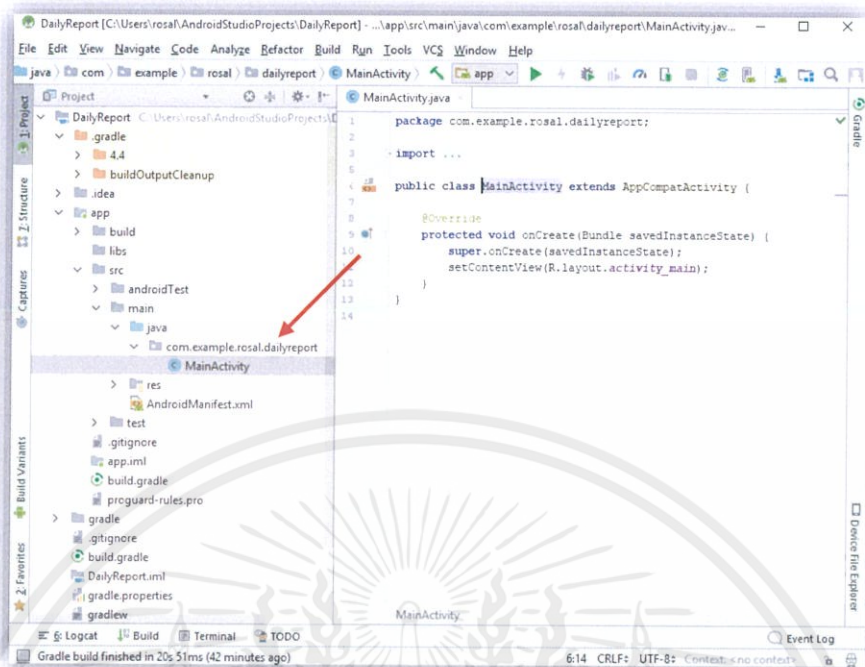 DailyReport [C:\Users\rosal\AndroidStudioProjects\DailyReport] - ...\app\src\main\java\com\example\rosal\dailyreport\MainActivity.jav...
File Edit View Navigate Code Analyze Refactor Build Run Tools VCS Window Help
java com example rosal dailyreport MainActivity app
Project
MainActivity.java
1: Project
Z: Structure
Captures
Build Variants
2: Favorites
DailyReport C:\Users\rosal\AndroidStudioProjects\D
.gradle
4.4
buildOutputCleanup
.idea
app
build
libs
src
androidTest
main
java
com.example.rosal.dailyreport
MainActivity
res
AndroidManifest.xml
test
.gitignore
app.iml
build.gradle
proguard-rules.pro
gradle
.gitignore
build.gradle
DailyReport.iml
gradle.properties
gradlew
1 package com.example.rosal.dailyreport;
2
3 import ...
6 public class MainActivity extends AppCompatActivity {
7
8 @Override
9 protected void onCreate(Bundle savedInstanceState) {
10 super.onCreate(savedInstanceState);
setContentView(R.layout.activity_main);
12 }
13 }
14
MainActivity
Gradle
Device File Explorer
6: Logcat Build Terminal TODO Event Log
Gradle build finished in 20s 51ms (42 minutes ago) 6:14 CRLF UTF-8 Context: <no context>